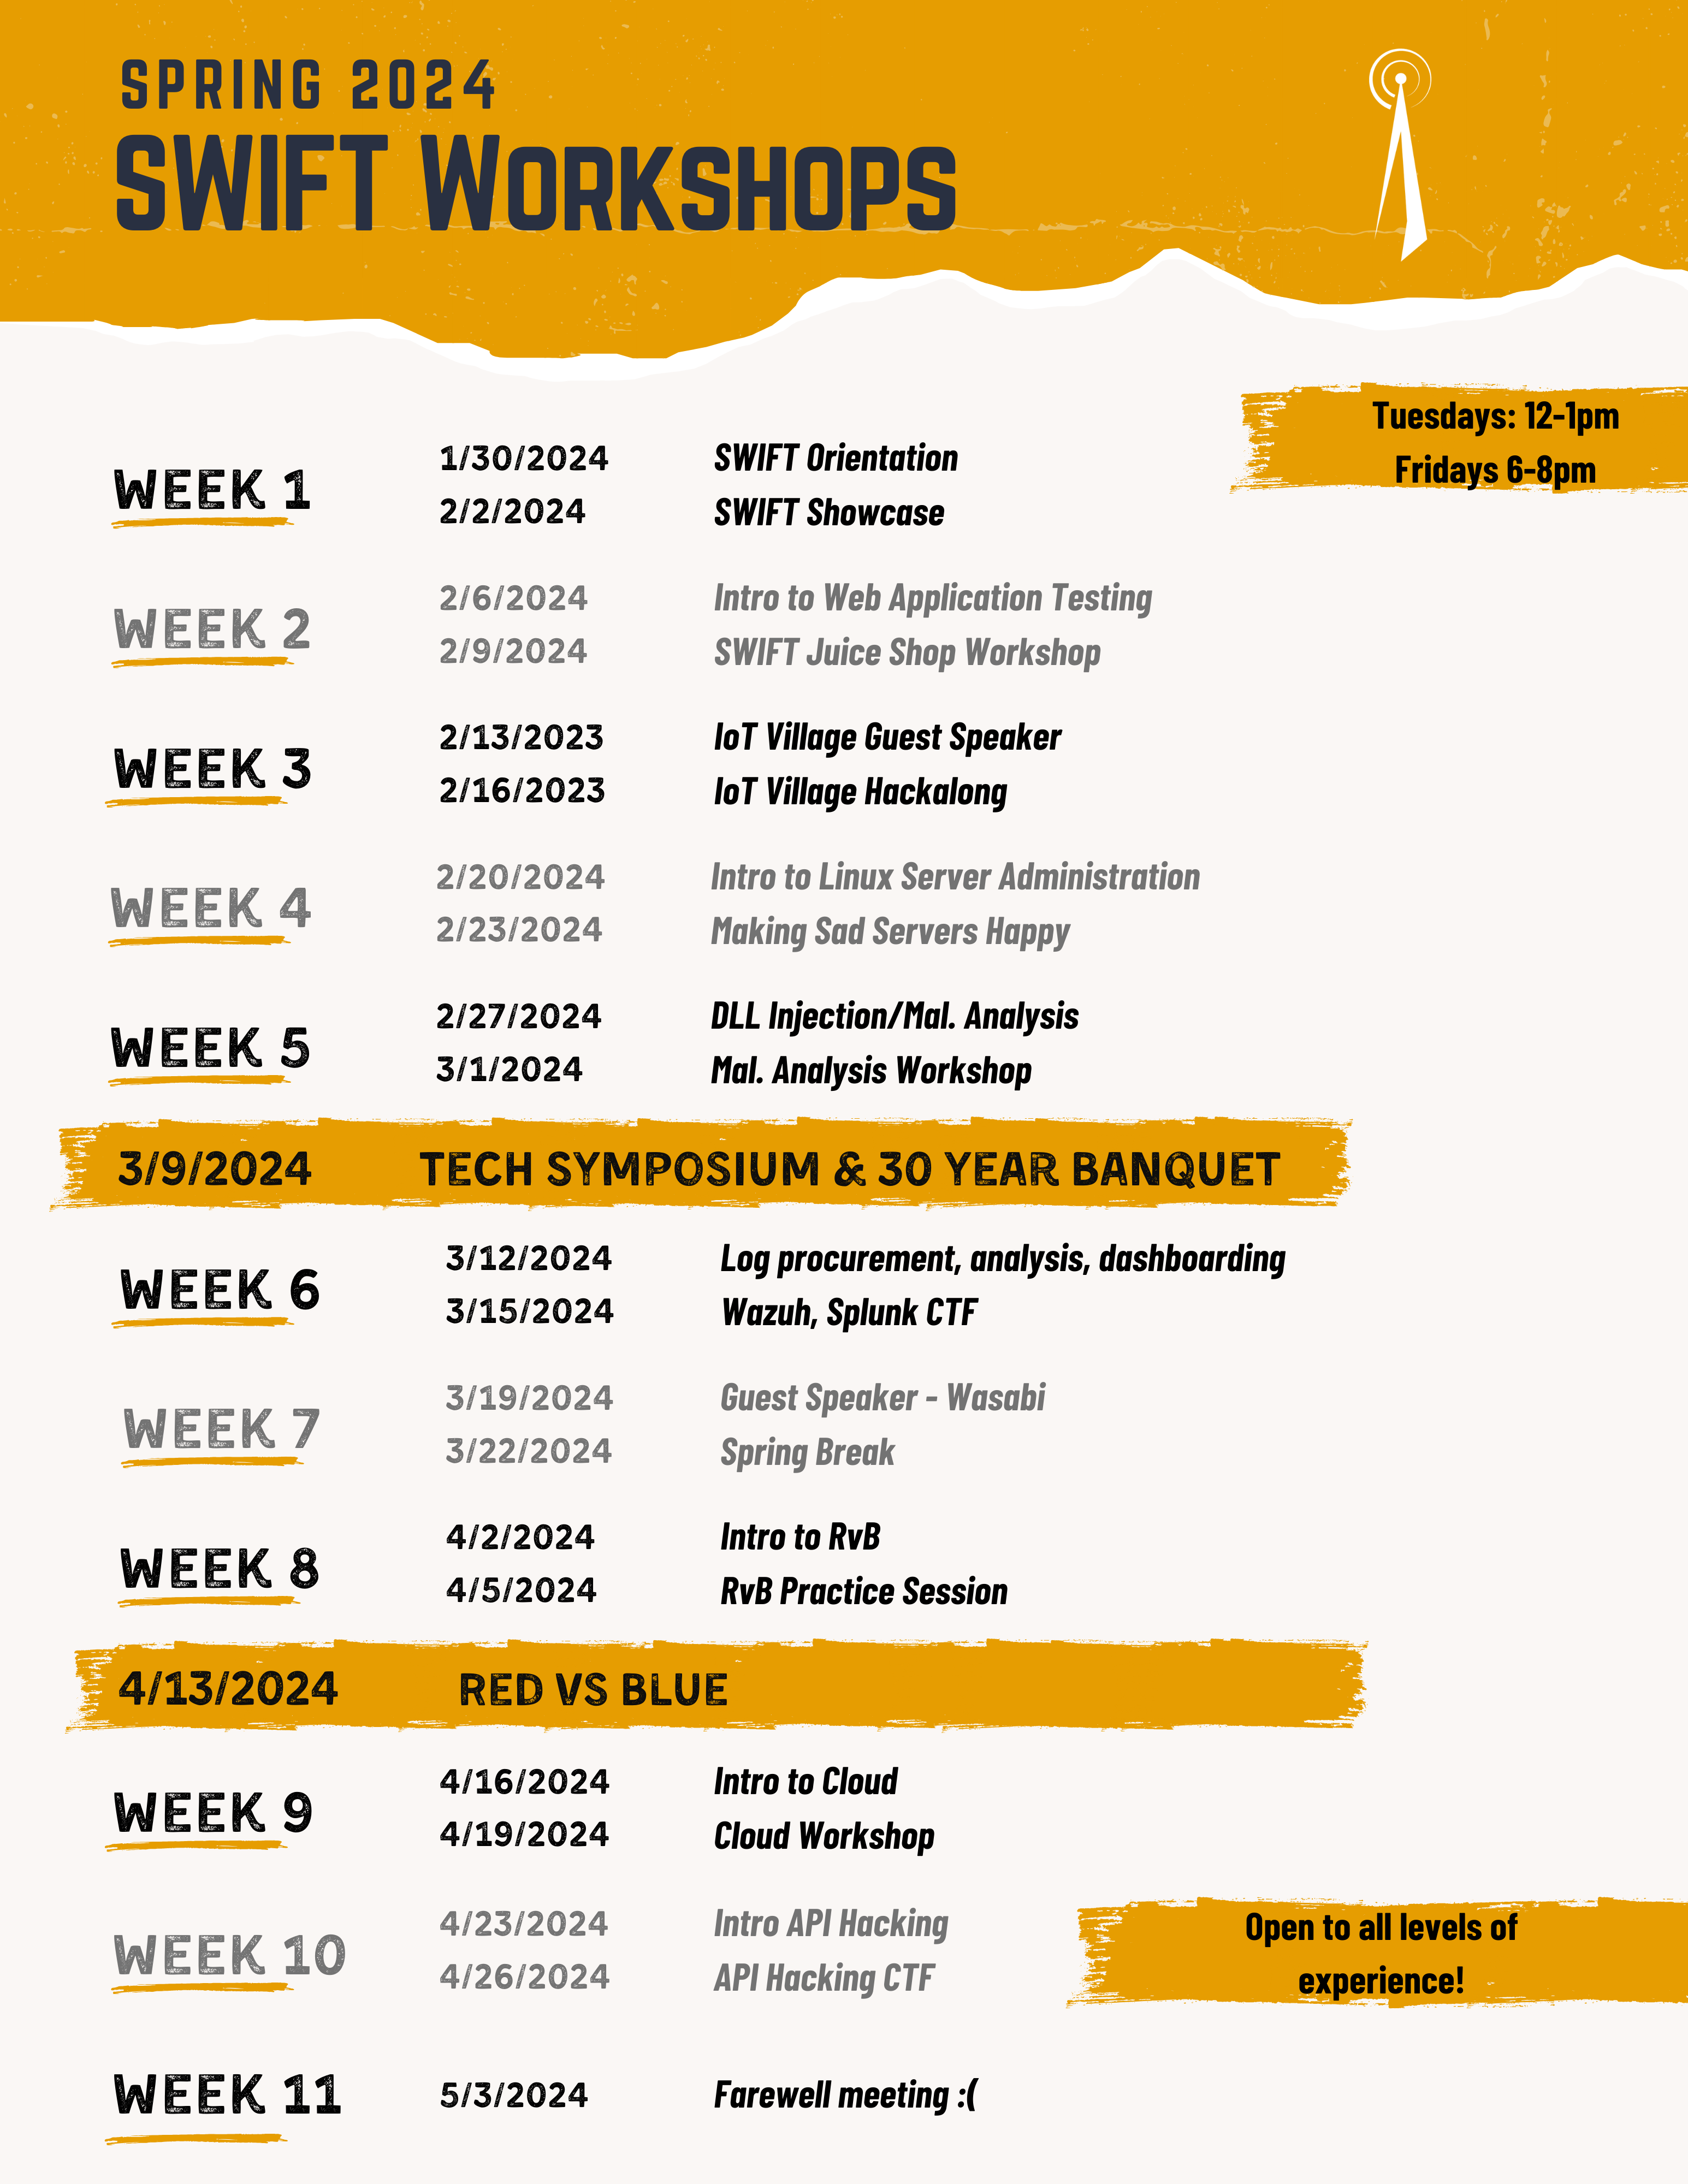 SPRING 2024
SWIFT WORKSHOPS
Tuesdays: 12-1pm
Fridays 6-8pm
WEEK 1
1/30/2024 SWIFT Orientation
2/2/2024 SWIFT Showcase
WEEK 2
2/6/2024 Intro to Web Application Testing
2/9/2024 SWIFT Juice Shop Workshop
WEEK 3
2/13/2023 IoT Village Guest Speaker
2/16/2023 IoT Village Hackalong
WEEK 4
2/20/2024 Intro to Linux Server Administration
2/23/2024 Making Sad Servers Happy
WEEK 5
2/27/2024 DLL Injection/Mal. Analysis
3/1/2024 Mal. Analysis Workshop
3/9/2024 TECH SYMPOSIUM & 30 YEAR BANQUET
WEEK 6
3/12/2024 Log procurement, analysis, dashboarding
3/15/2024 Wazuh, Splunk CTF
WEEK 7
3/19/2024 Guest Speaker - Wasabi
3/22/2024 Spring Break
WEEK 8
4/2/2024 Intro to RvB
4/5/2024 RvB Practice Session
4/13/2024 RED VS BLUE
WEEK 9
4/16/2024 Intro to Cloud
4/19/2024 Cloud Workshop
WEEK 10
4/23/2024 Intro API Hacking
4/26/2024 API Hacking CTF
Open to all levels of
experience!
WEEK 11
5/3/2024 Farewell meeting :(